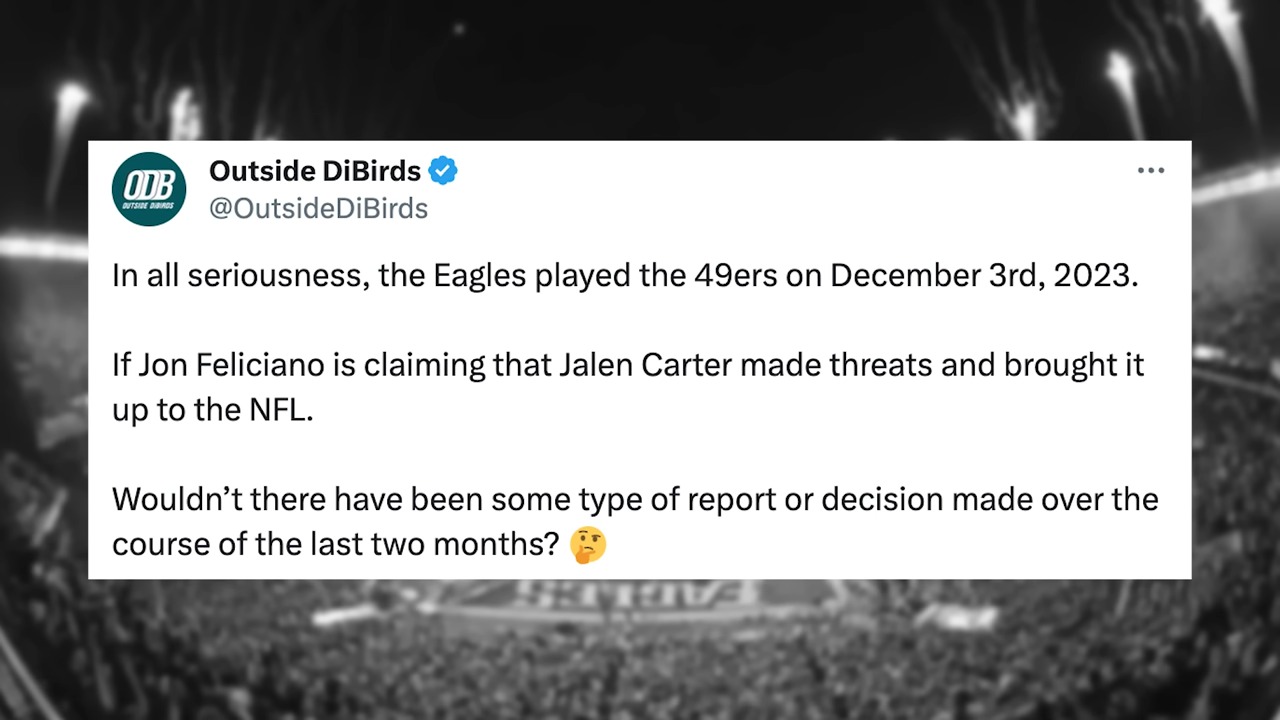 ODB
OUTSIDE DIBIRDS
Outside DiBirds
@OutsideDiBirds
In all seriousness, the Eagles played the 49ers on December 3rd, 2023.
If Jon Feliciano is claiming that Jalen Carter made threats and brought it
up to the NFL.
Wouldn’t there have been some type of report or decision made over the
course of the last two months? 🤔
EAGLES